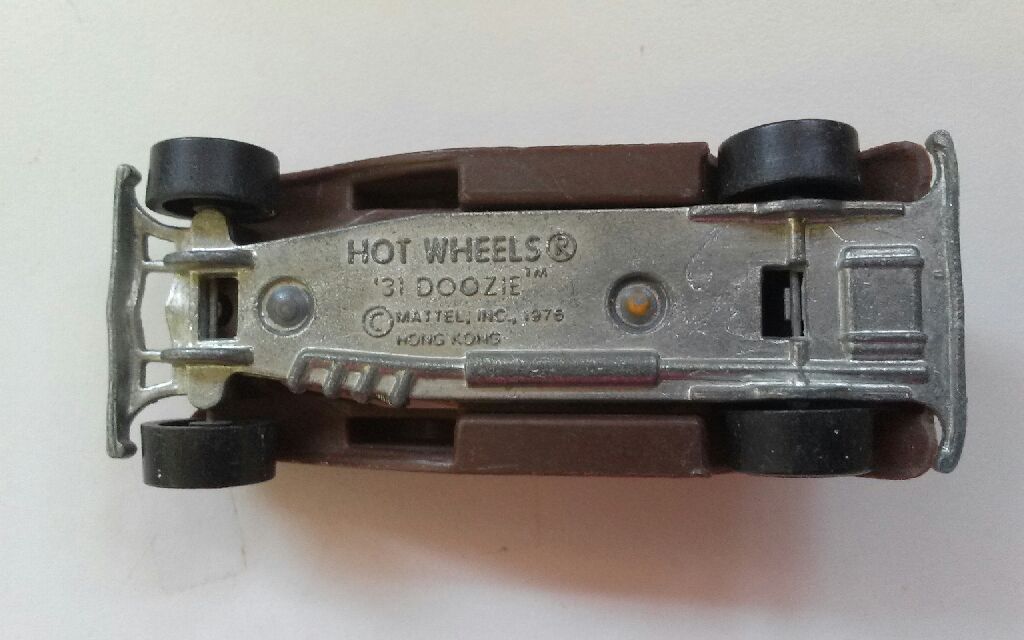 HOT WHEELS®
'31 DOOZIE™
© MATTEL, INC., 1976
HONG KONG